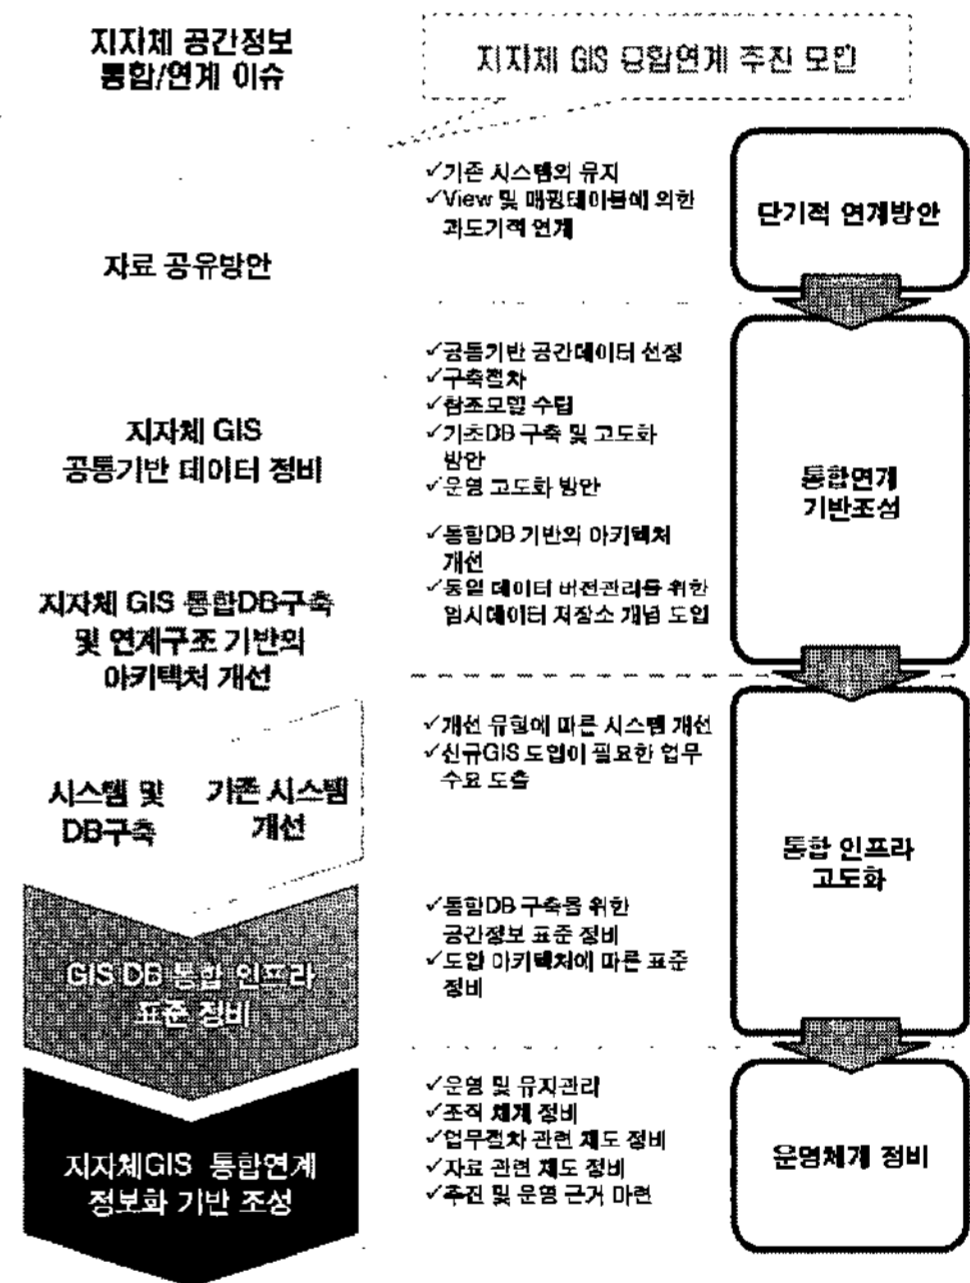 지자체 공간정보
통합/연계 이슈
지자체 GIS 통합연계 추진 모델
✓기존 시스템의 유지
✓View 및 매핑테이블에 의한
과도기적 연계
단기적 연계방안
자료 공유방안
✓공통기반 공간데이터 선정
✓구축절차
✓참조모델 수립
✓기초DB 구축 및 고도화
방안
✓운영 고도화 방안
지자체 GIS
공통기반 데이터 정비
통합연계
기반조성
✓통합DB 기반의 아키텍처
개선
✓동일 데이터 버전관리를 위한
임시데이터 저장소 개념 도입
지자체 GIS 통합DB구축
및 연계구조 기반의
아키텍처 개선
✓개선 유형에 따른 시스템 개선
✓신규GIS 도입이 필요한 업무
수요 도출
시스템 및
DB구축
기존 시스템
개선
통합 인프라
고도화
✓통합DB 구축을 위한
공간정보 표준 정비
✓도입 아키텍처에 따른 표준
정비
GIS DB 통합 인프라
표준 정비
✓운영 및 유지관리
✓조직 체계 정비
✓업무절차 관련 제도 정비
✓자료 관련 제도 정비
✓추진 및 운영 근거 마련
운영체계 정비
지자체GIS 통합연계
정보화 기반 조성